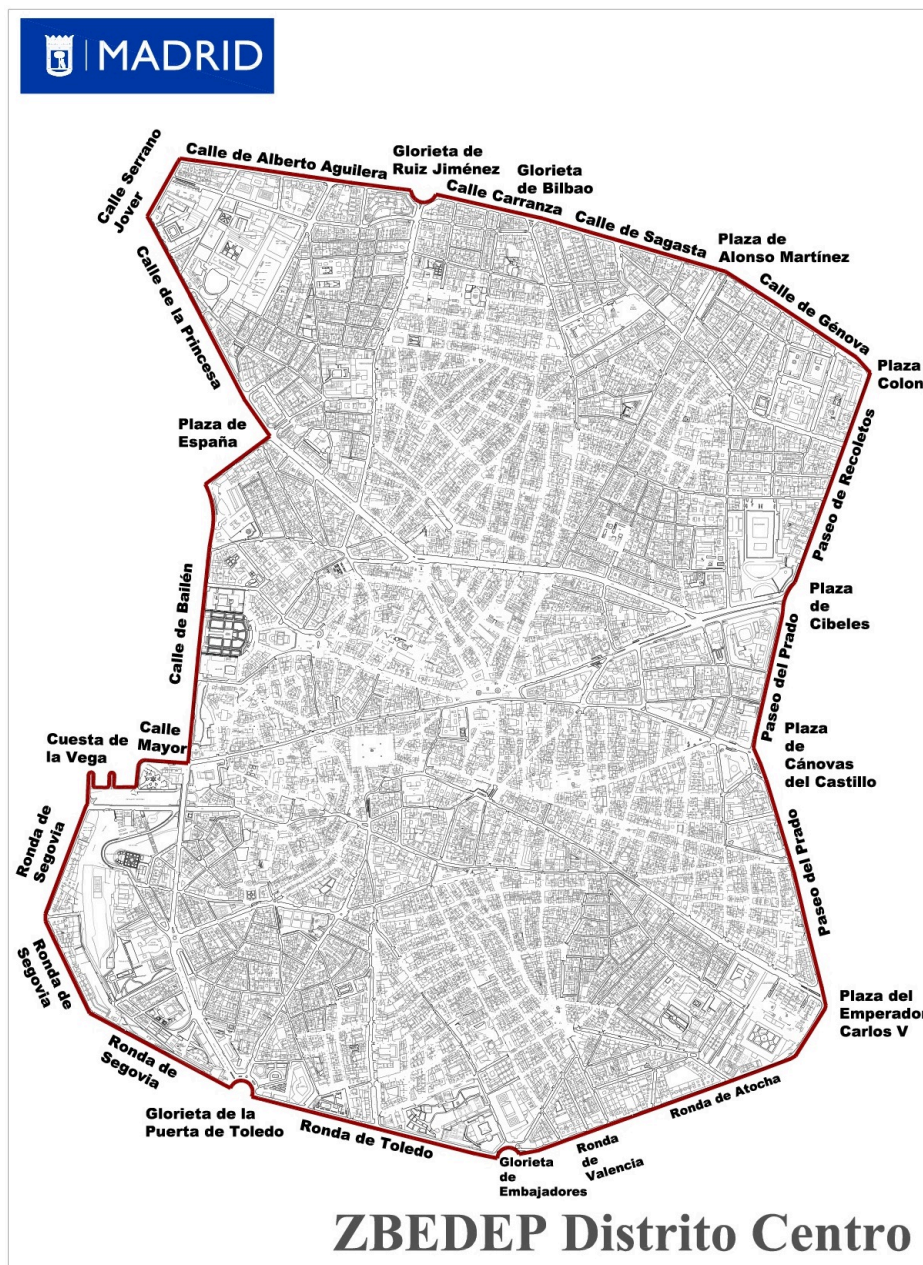 MADRID
Calle de Alberto Aguilera
Glorieta de
Ruiz Jiménez
Glorieta
de Bilbao
Calle Serrano
Jover
Calle Carranza
Calle de Sagasta
Plaza de
Alonso Martínez
Calle de Génova
Calle de la Princesa
Plaza
Colon
Plaza de
España
Paseo de Recoletos
Calle de Bailén
Plaza
de
Cibeles
Paseo del Prado
Cuesta de
la Vega
Calle
Mayor
Plaza
de
Cánovas
del Castillo
Ronda de
Segovia
Paseo del Prado
Ronda de
Segovia
Plaza del
Emperador
Carlos V
Ronda de
Segovia
Glorieta de la
Puerta de Toledo
Ronda de Toledo
Glorieta
de
Embajadores
Ronda
de
Valencia
Ronda de Atocha
ZBEDEP Distrito Centro